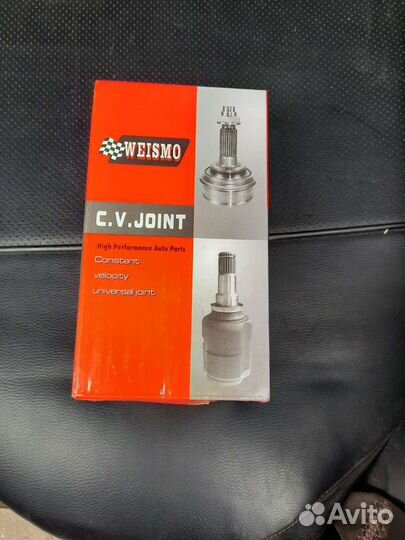 WEISMO
C.V.JOINT
High Performance Auto Parts
Constant
velocity
universal joint
Avito